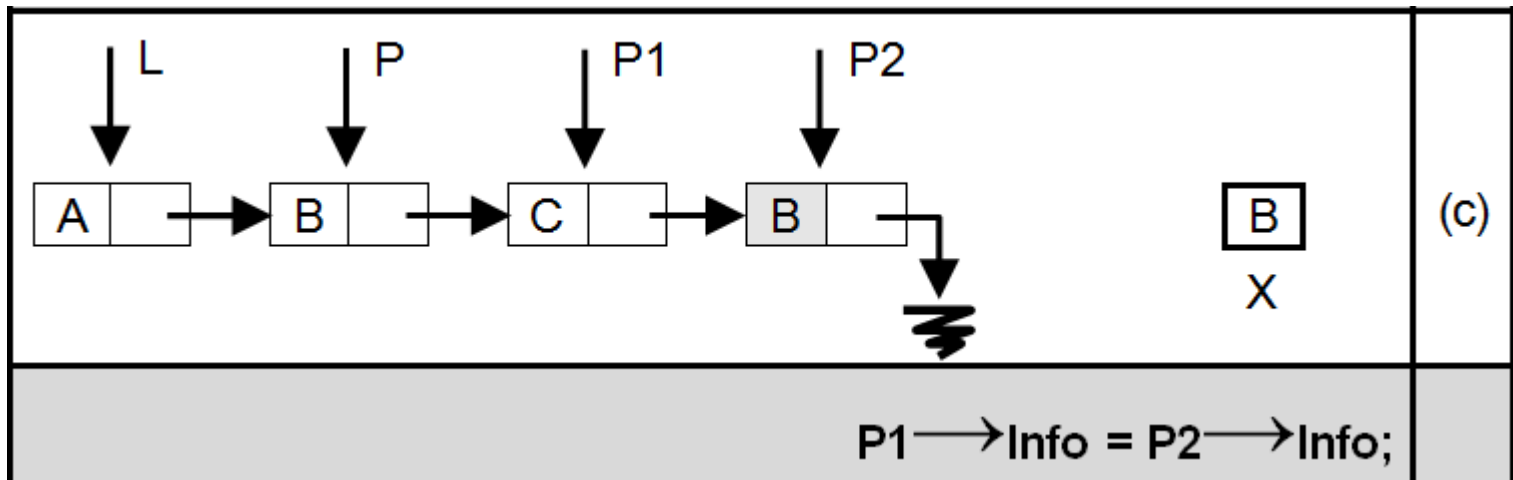 L P P1 P2
A B C B B (c)
X
P1→Info = P2→Info;